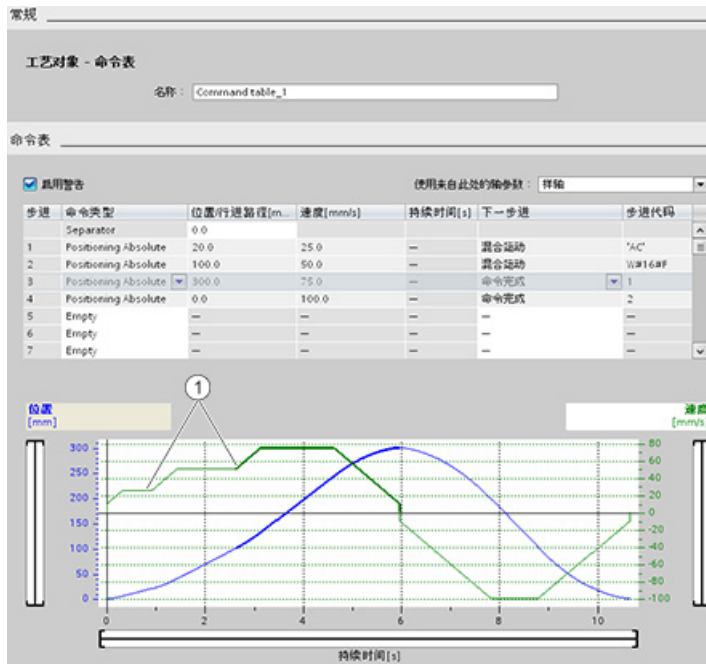 常规
工艺对象 - 命令表
名称： Command table_1
命令表
启用警告 使用来自此处的轴参数： 样轴
步进 命令类型 位置/行进路径[m... 速度[mm/s] 持续时间[s] 下一步进 步进代码
Separator 0.0
1 Positioning Absolute 20.0 25.0 — 混合运动 'AC'
2 Positioning Absolute 100.0 50.0 — 混合运动 W#16#F
3 Positioning Absolute 300.0 75.0 — 命令完成 1
4 Positioning Absolute 0.0 100.0 — 命令完成 2
5 Empty — — — — —
6 Empty — — — — —
7 Empty — — — — —
1
位置 速度
[mm] [mm/s]
300 80
250 60
200 40
150 20
100 0
50 -20
0 -40
-60
-80
-100
0 2 4 6 8 10
持续时间[s]